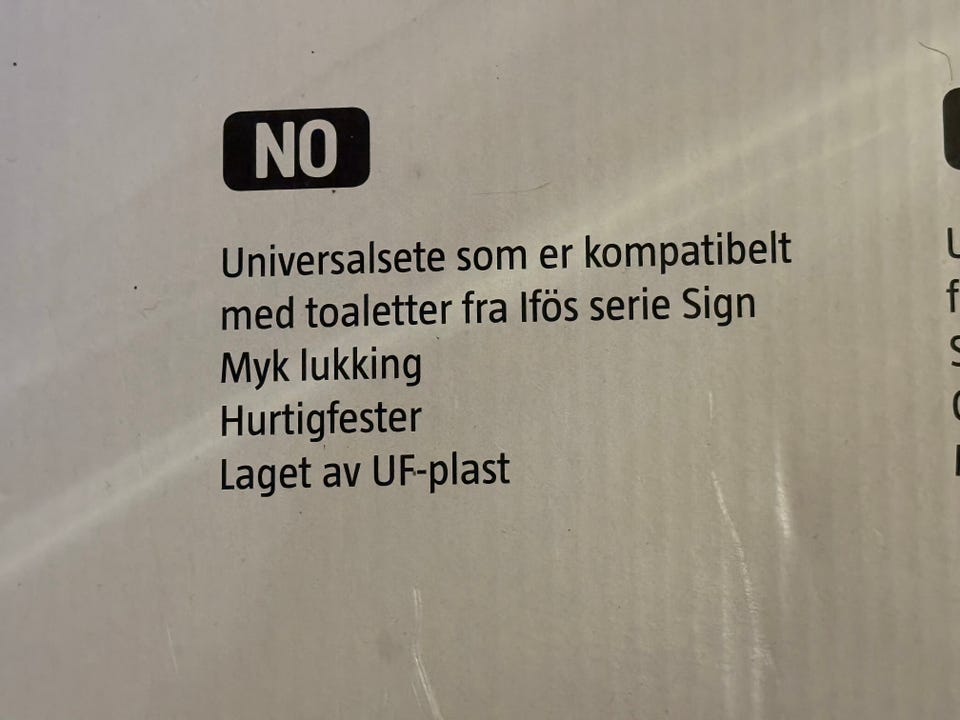 NO
Universalsete som er kompatibelt
med toaletter fra Ifös serie Sign
Myk lukking
Hurtigfester
Laget av UF-plast